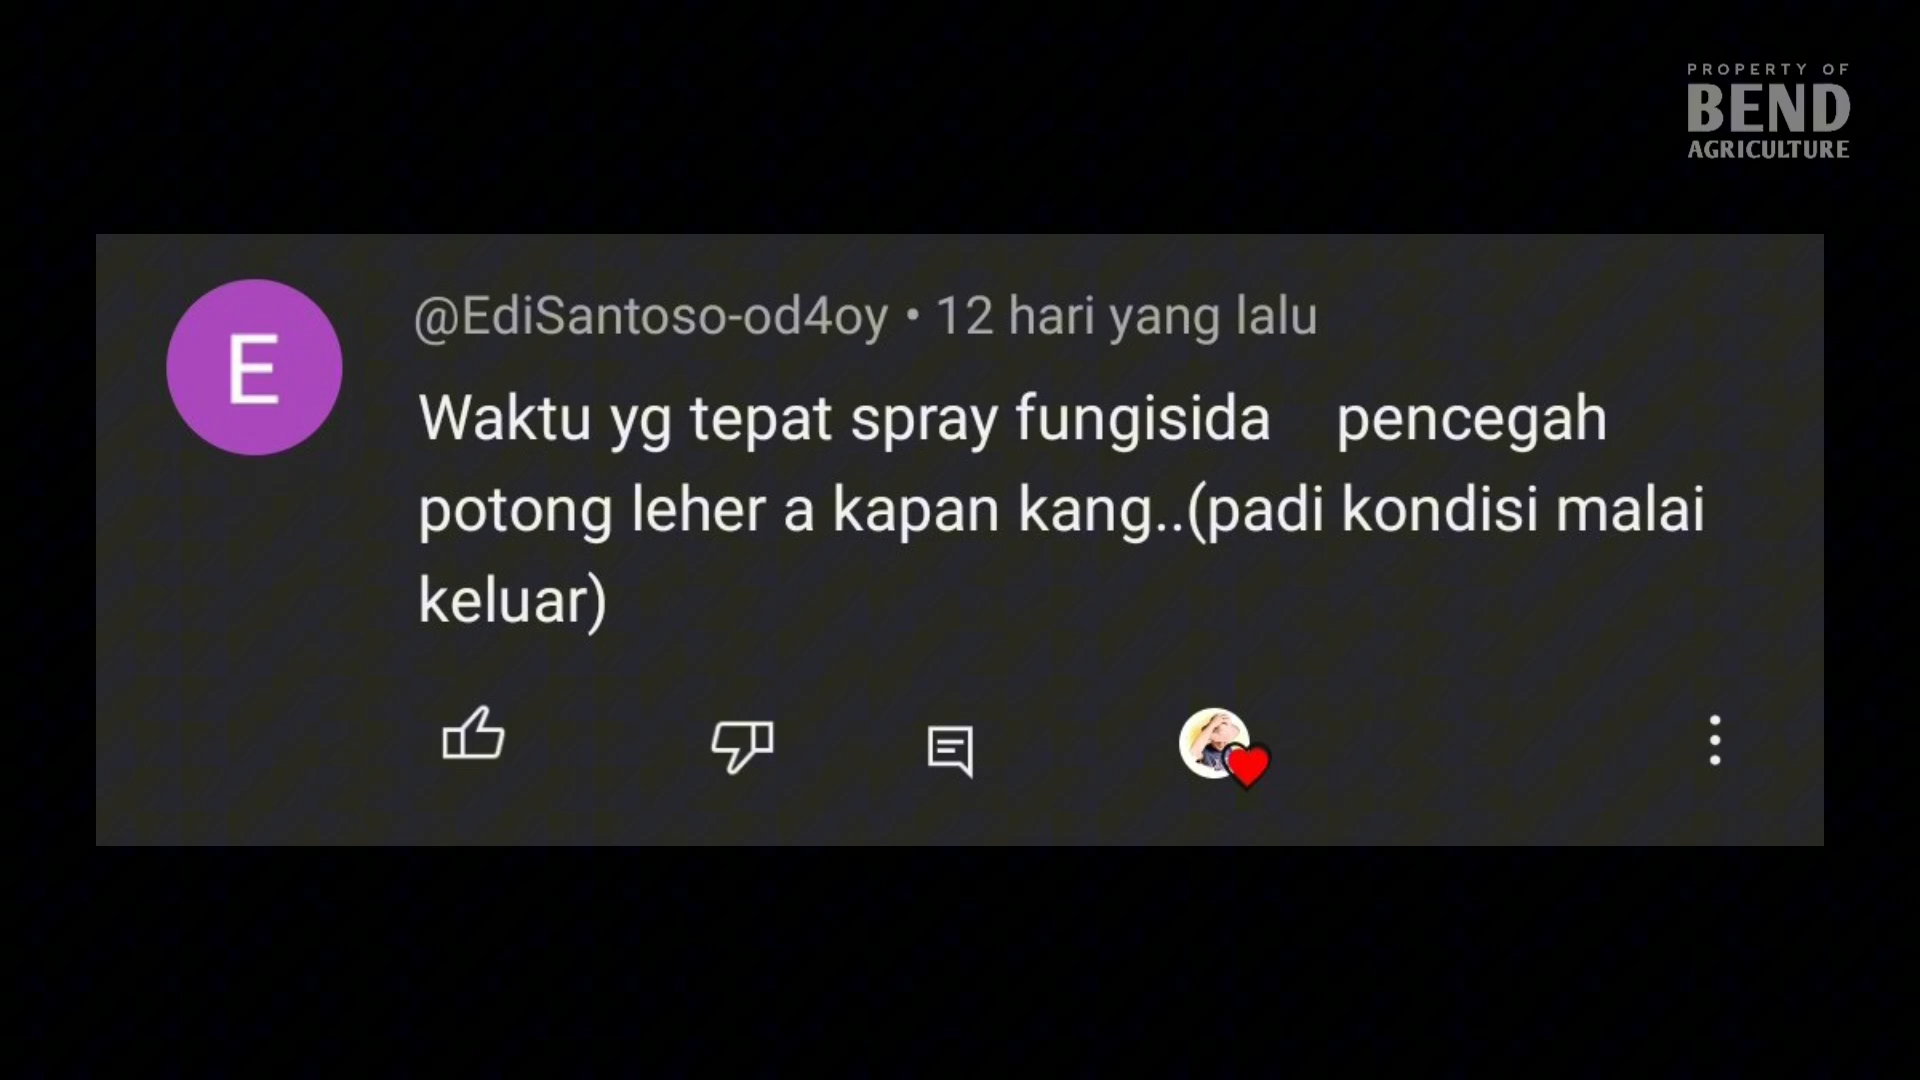 PROPERTY OF
BEND
AGRICULTURE
E
@EdiSantoso-od4oy • 12 hari yang lalu
Waktu yg tepat spray fungisida pencegah
potong leher a kapan kang..(padi kondisi malai
keluar)